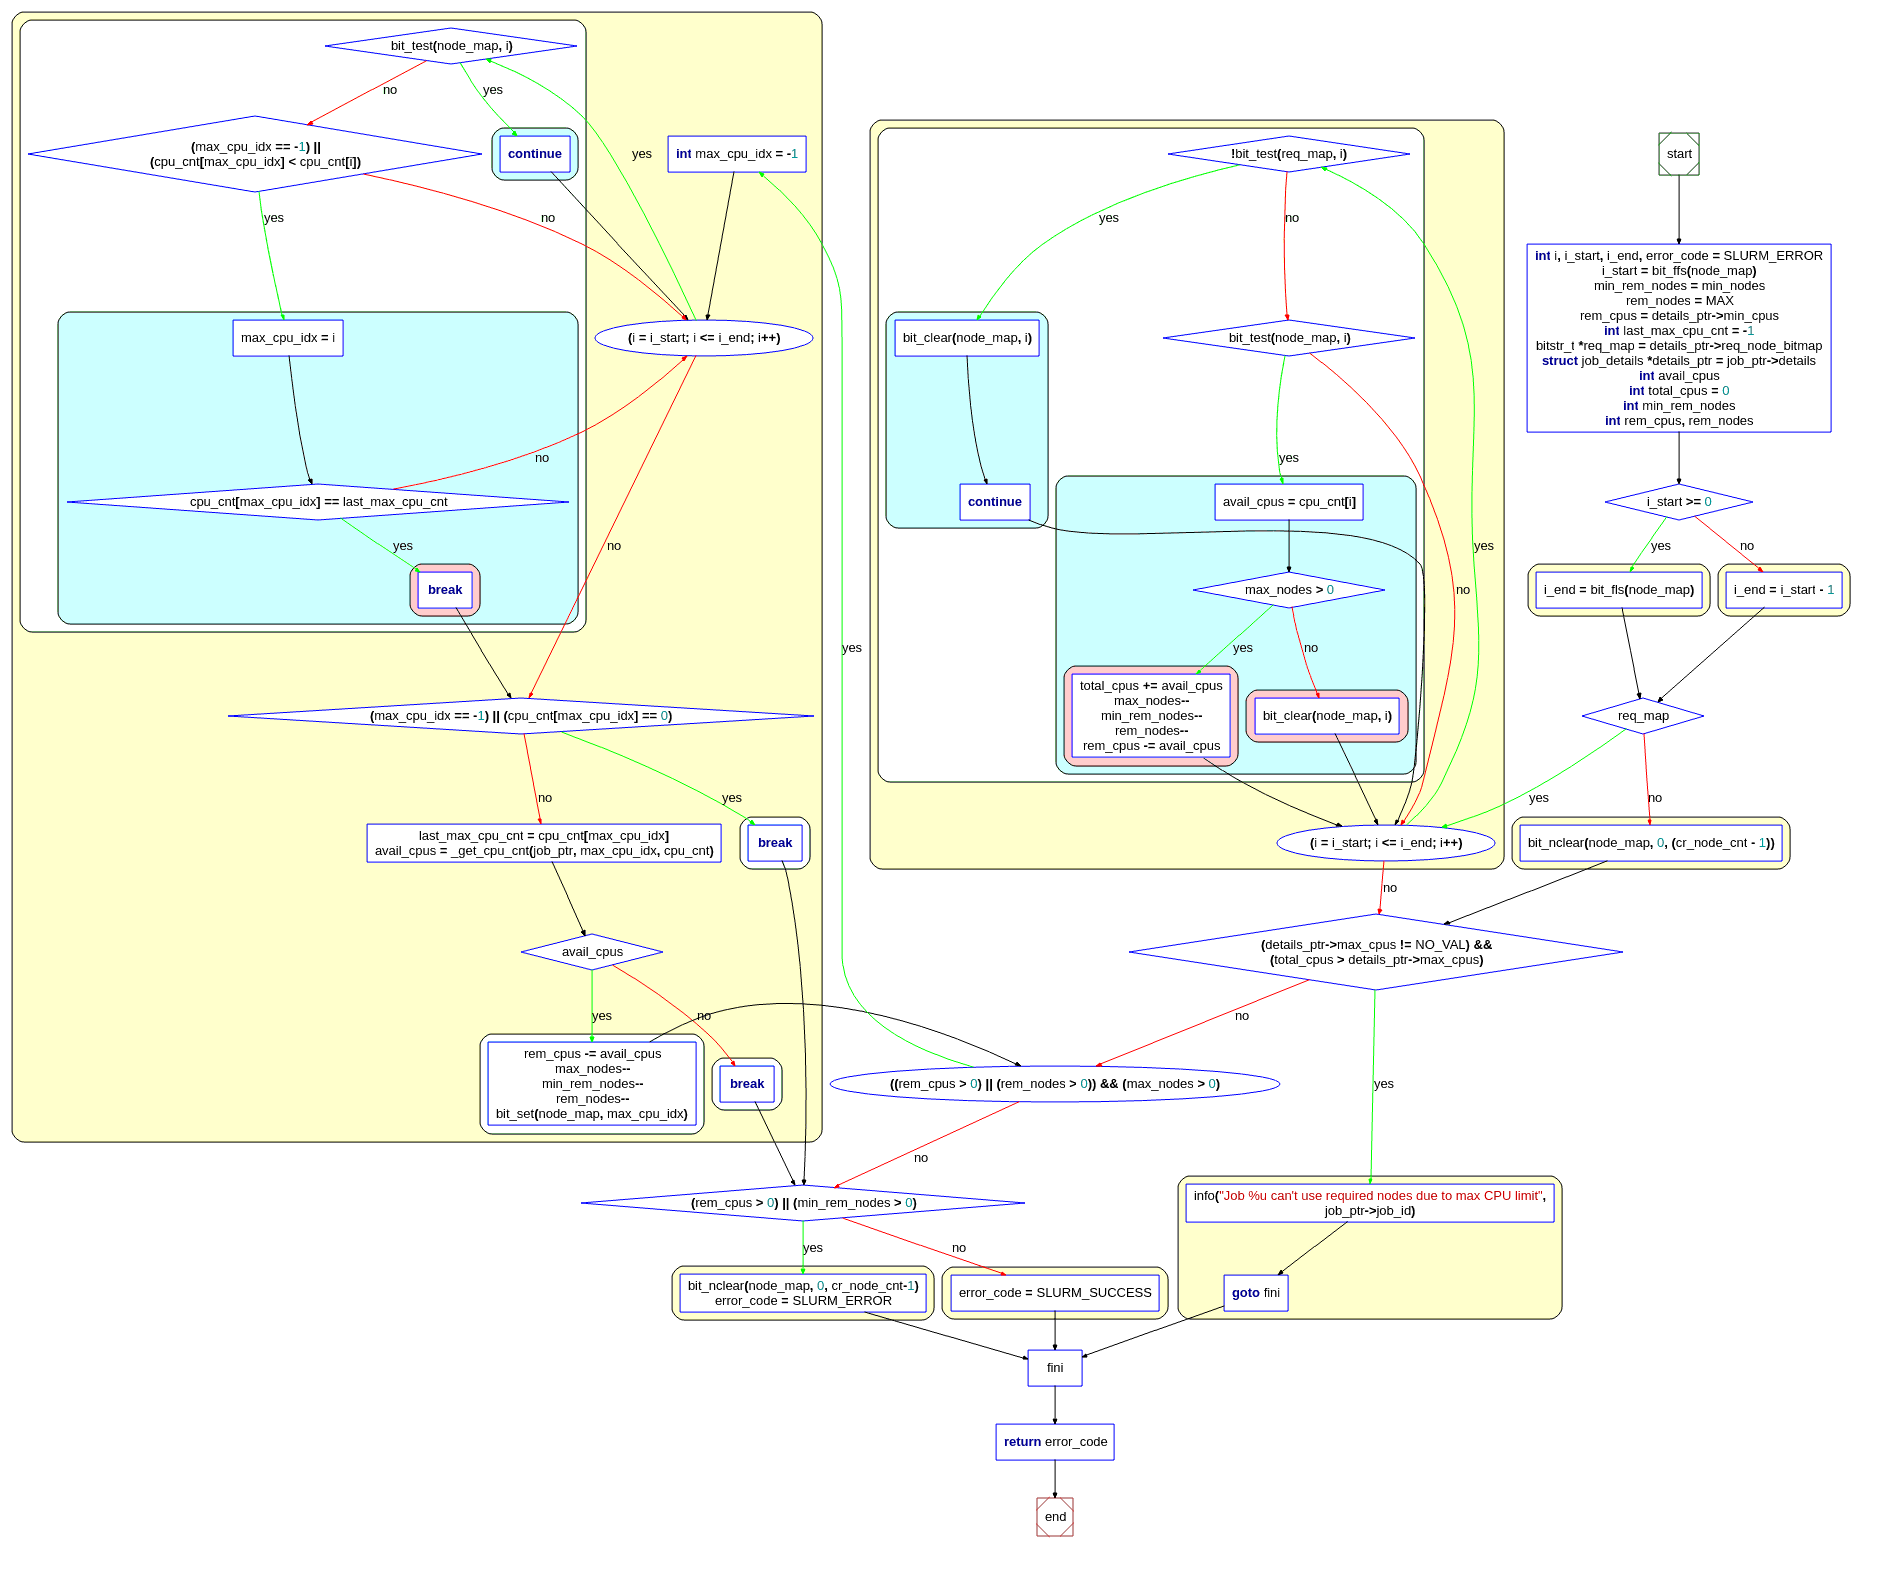 start
int i, i_start, i_end, error_code = SLURM_ERROR
i_start = bit_ffs(node_map)
min_rem_nodes = min_nodes
rem_nodes = MAX
rem_cpus = details_ptr->min_cpus
int last_max_cpu_cnt = -1
bitstr_t *req_map = details_ptr->req_node_bitmap
struct job_details *details_ptr = job_ptr->details
int avail_cpus
int total_cpus = 0
int min_rem_nodes
int rem_cpus, rem_nodes
i_start >= 0
yes
no
i_end = bit_fls(node_map)
i_end = i_start - 1
req_map
yes
no
bit_nclear(node_map, 0, (cr_node_cnt - 1))
!bit_test(req_map, i)
yes
no
bit_clear(node_map, i)
continue
bit_test(node_map, i)
yes
no
avail_cpus = cpu_cnt[i]
max_nodes > 0
yes
no
total_cpus += avail_cpus
max_nodes--
min_rem_nodes--
rem_nodes--
rem_cpus -= avail_cpus
bit_clear(node_map, i)
yes
(i = i_start; i <= i_end; i++)
no
(details_ptr->max_cpus != NO_VAL) &&
(total_cpus > details_ptr->max_cpus)
no
yes
((rem_cpus > 0) || (rem_nodes > 0)) && (max_nodes > 0)
yes
no
bit_test(node_map, i)
no
yes
continue
(max_cpu_idx == -1) ||
(cpu_cnt[max_cpu_idx] < cpu_cnt[i])
yes
no
yes
int max_cpu_idx = -1
max_cpu_idx = i
(i = i_start; i <= i_end; i++)
cpu_cnt[max_cpu_idx] == last_max_cpu_cnt
no
yes
no
break
(max_cpu_idx == -1) || (cpu_cnt[max_cpu_idx] == 0)
no
yes
last_max_cpu_cnt = cpu_cnt[max_cpu_idx]
avail_cpus = _get_cpu_cnt(job_ptr, max_cpu_idx, cpu_cnt)
break
avail_cpus
yes
no
rem_cpus -= avail_cpus
max_nodes--
min_rem_nodes--
rem_nodes--
bit_set(node_map, max_cpu_idx)
break
(rem_cpus > 0) || (min_rem_nodes > 0)
yes
no
bit_nclear(node_map, 0, cr_node_cnt-1)
error_code = SLURM_ERROR
error_code = SLURM_SUCCESS
info("Job %u can't use required nodes due to max CPU limit",
job_ptr->job_id)
goto fini
fini
return error_code
end